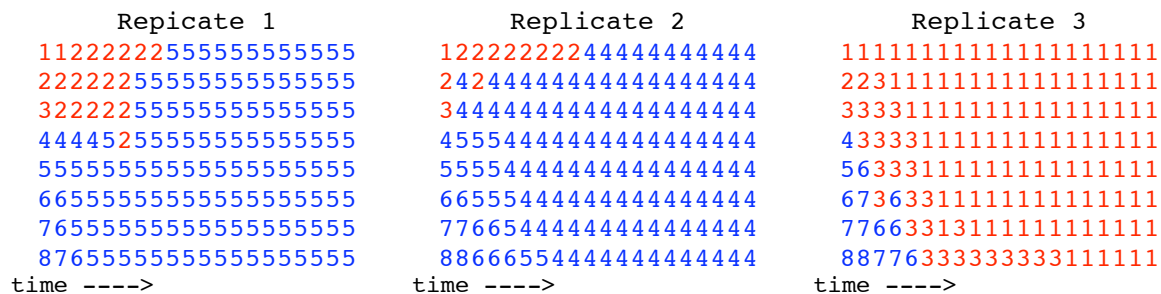 Repicate 1 Replicate 2 Replicate 3
11222222555555555555 12222222244444444444 11111111111111111111
22222255555555555555 24244444444444444444 22311111111111111111
32222255555555555555 34444444444444444444 33331111111111111111
44445255555555555555 45554444444444444444 43333111111111111111
55555555555555555555 55554444444444444444 56333111111111111111
66555555555555555555 66555444444444444444 67363311111111111111
76555555555555555555 77665444444444444444 77663313111111111111
87655555555555555555 88666554444444444444 88776333333333111111
time ----> time ----> time ---->